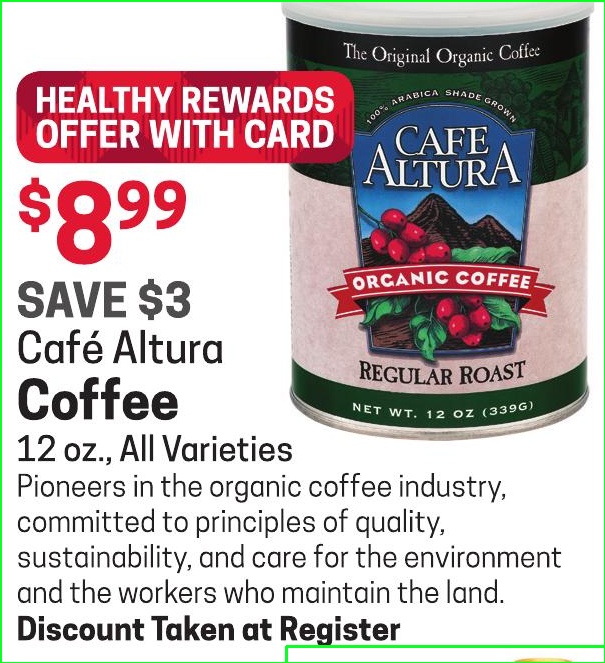 The Original Organic Coffee
100% ARABICA SHADE GROWN
CAFE
ALTURA
ORGANIC COFFEE
REGULAR ROAST
NET WT. 12 OZ (339G)
HEALTHY REWARDS
OFFER WITH CARD
$8.99
SAVE $3
Café Altura
Coffee
12 oz., All Varieties
Pioneers in the organic coffee industry,
committed to principles of quality,
sustainability, and care for the environment
and the workers who maintain the land.
Discount Taken at Register